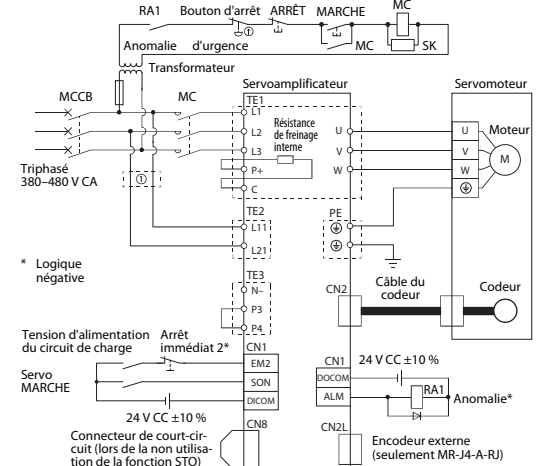 RA1
Bouton d'arrêt
ARRÊT
MARCHE
MC
Anomalie
d'urgence
①
MC
SK
Transformateur
Servoamplificateur
Servomoteur
MCCB
MC
TE1
L1
Résistance
de freinage
interne
L2
L3
P+
C
U
V
W
U
V
W
Moteur
M
Triphasé
380–480 V CA
①
TE2
L11
L21
PE
* Logique
négative
TE3
N–
P3
P4
CN2
Câble du
codeur
Codeur
Tension d'alimentation
du circuit de charge
Arrêt
immédiat 2*
CN1
EM2
SON
DICOM
Servo
MARCHE
24 V CC ±10 %
CN1
24 V CC ±10 %
DOCOM
ALM
RA1
Anomalie*
CN8
Connecteur de court-cir-
cuit (lors de la non utilisa-
tion de la fonction STO)
CN2L
Encodeur externe
(seulement MR-J4-A-RJ)